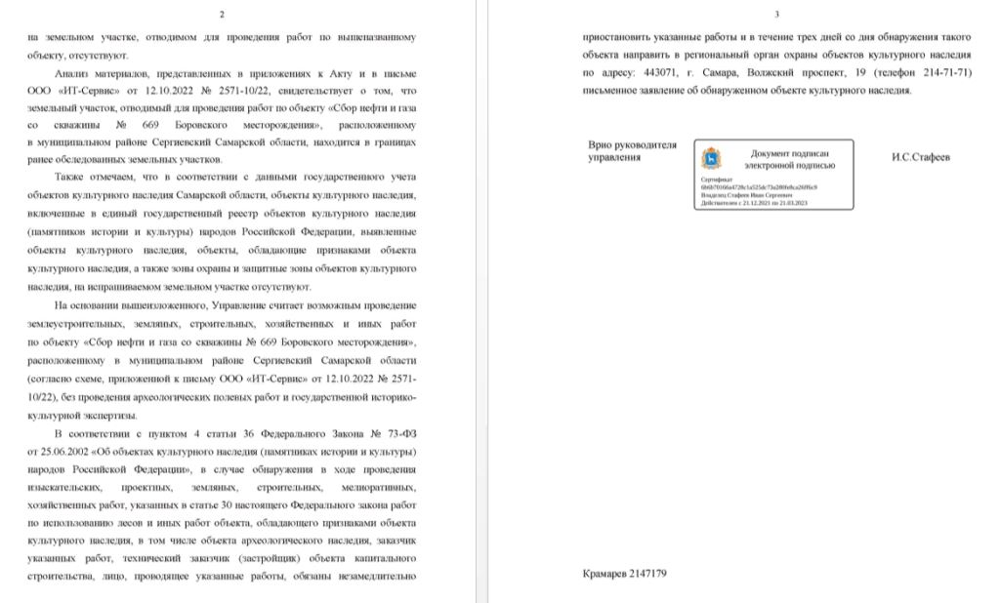 2
на земельном участке, отводимом для проведения работ по вышеназванному
объекту, отсутствуют.
Анализ материалов, представленных в приложениях к Акту и в письме
ООО «ИТ-Сервис» от 12.10.2022 № 2571-10/22, свидетельствует о том, что
земельный участок, отводимый для проведения работ по объекту «Сбор нефти и газа
со скважины № 669 Боровского месторождения», расположенному
в муниципальном районе Сергиевский Самарской области, находится в границах
ранее обследованных земельных участков.
Также отмечаем, что в соответствии с данными государственного учета
объектов культурного наследия Самарской области, объекты культурного наследия,
включенные в единый государственный реестр объектов культурного наследия
(памятников истории и культуры) народов Российской Федерации, выявленные
объекты культурного наследия, объекты, обладающие признаками объекта
культурного наследия, а также зоны охраны и защитные зоны объектов культурного
наследия, на испрашиваемом земельном участке отсутствуют.
На основании вышеизложенного, Управление считает возможным проведение
землеустроительных, земляных, строительных, хозяйственных и иных работ
по объекту «Сбор нефти и газа со скважины № 669 Боровского месторождения»,
расположенному в муниципальном районе Сергиевский Самарской области
(согласно схеме, приложенной к письму ООО «ИТ-Сервис» от 12.10.2022 № 2571-
10/22), без проведения археологических полевых работ и государственной историко-
культурной экспертизы.
В соответствии с пунктом 4 статьи 36 Федерального Закона № 73-ФЗ
от 25.06.2002 «Об объектах культурного наследия (памятниках истории и культуры)
народов Российской Федерации», в случае обнаружения в ходе проведения
изыскательских, проектных, земляных, строительных, мелиоративных,
хозяйственных работ, указанных в статье 30 настоящего Федерального закона работ
по использованию лесов и иных работ объекта, обладающего признаками объекта
культурного наследия, в том числе объекта археологического наследия, заказчик
указанных работ, технический заказчик (застройщик) объекта капитального
строительства, лицо, проводящее указанные работы, обязаны незамедлительно
3
приостановить указанные работы и в течение трех дней со дня обнаружения такого
объекта направить в региональный орган охраны объектов культурного наследия
по адресу: 443071, г. Самара, Волжский проспект, 19 (телефон 214-71-71)
письменное заявление об обнаруженном объекте культурного наследия.
Врио руководителя
управления
Документ подписан
электронной подписью
Сертификат
Владелец Стафеев Иван Сергеевич
Действителен с 21.12.2021 по 21.03.2023
И.С.Стафеев
Крамарев 2147179